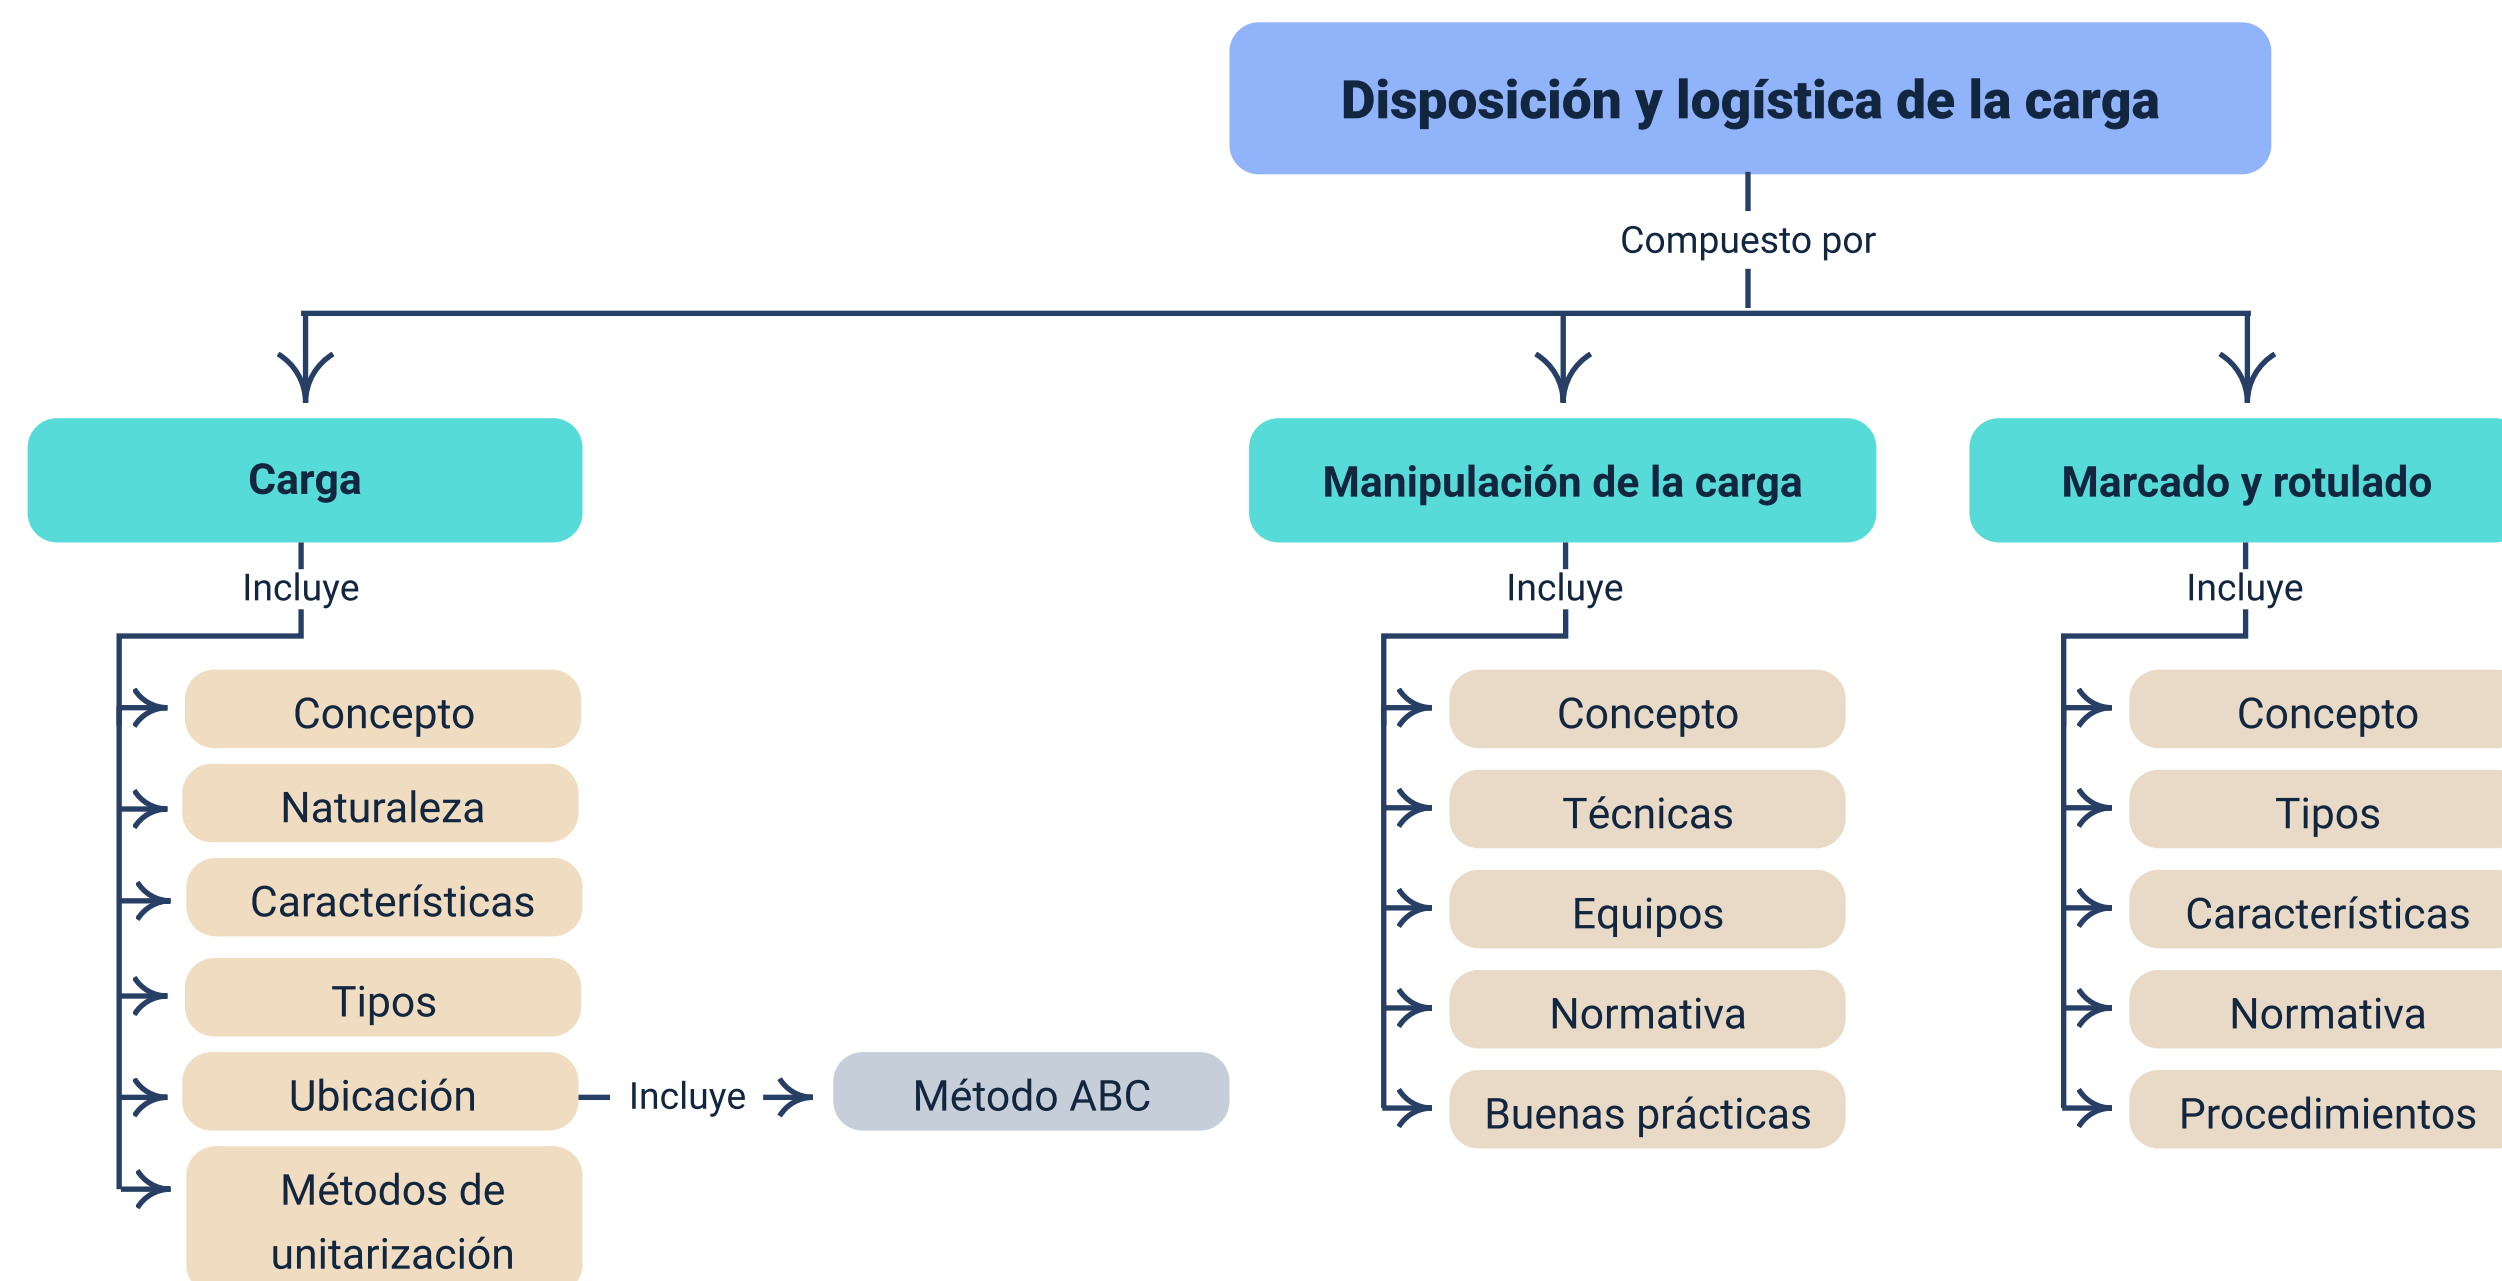 Disposición y logística de la carga
Compuesto por
Carga
Incluye
Concepto
Naturaleza
Características
Tipos
Ubicación
Incluye
Método ABC
Métodos de
unitarización
Manipulación de la carga
Incluye
Concepto
Técnicas
Equipos
Normativa
Buenas prácticas
Marcado y rotulado
Incluye
Concepto
Tipos
Características
Normativa
Procedimientos